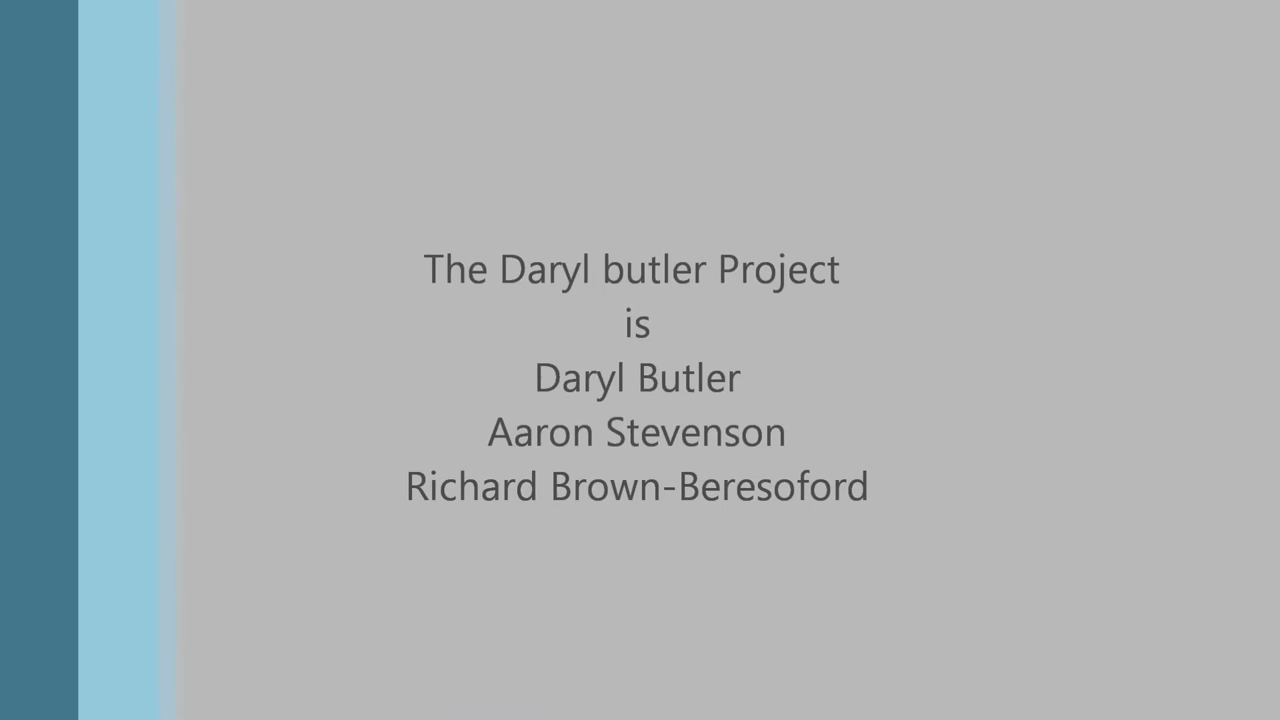 The Daryl butler Project
is
Daryl Butler
Aaron Stevenson
Richard Brown-Beresoford